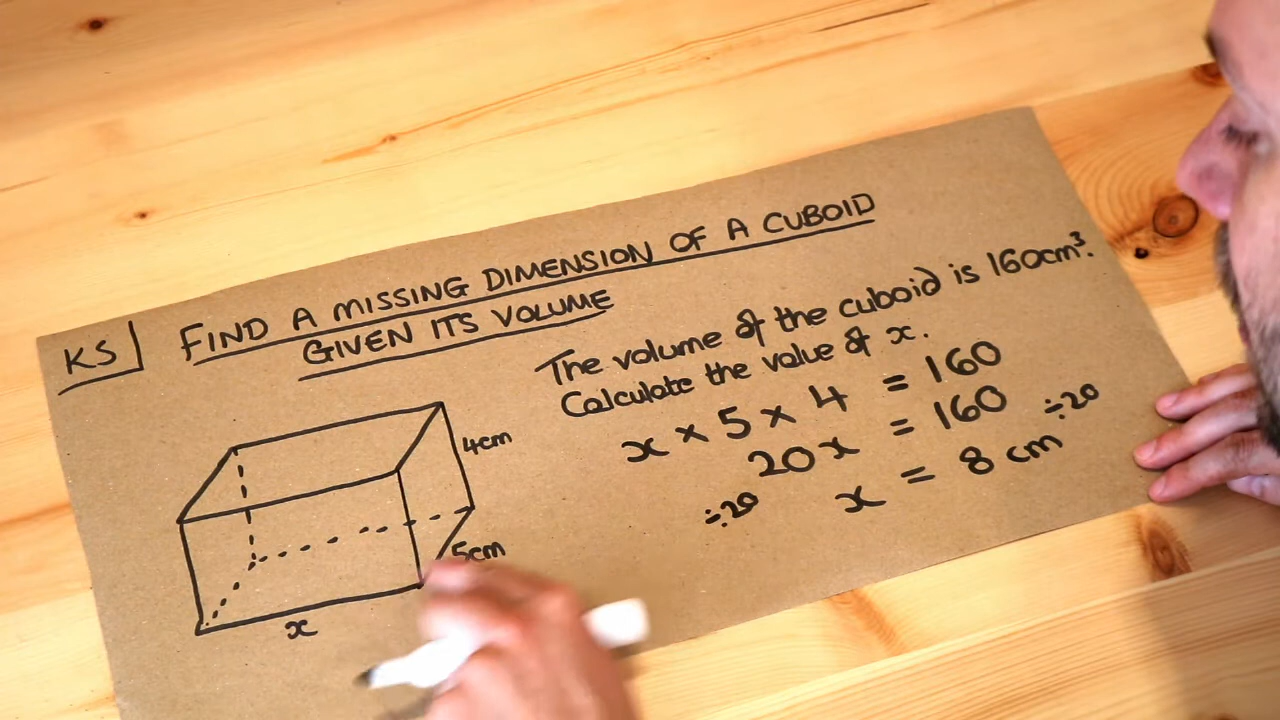 KS
FIND A MISSING DIMENSION OF A CUBOID
GIVEN ITS VOLUME
The volume of the cuboid is 160cm³.
Calculate the value of x.
x × 5 × 4 = 160
20x = 160
÷20
÷20
x = 8 cm
4cm
5cm
x